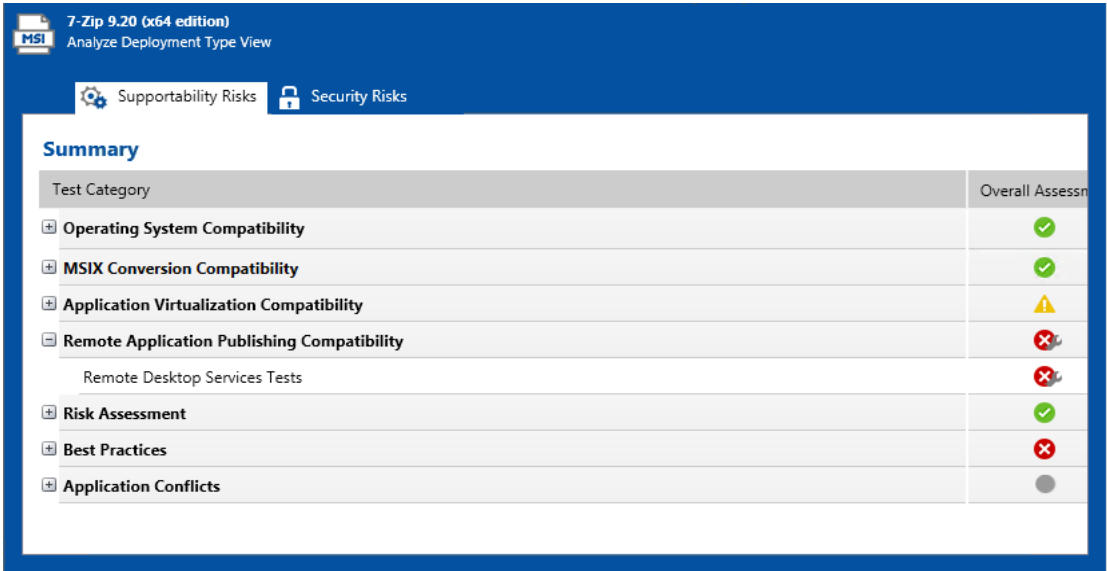 MSI
7-Zip 9.20 (x64 edition)
Analyze Deployment Type View
Supportability Risks
Security Risks
Summary
Test Category Overall Assessm
Operating System Compatibility
MSIX Conversion Compatibility
Application Virtualization Compatibility
Remote Application Publishing Compatibility
Remote Desktop Services Tests
Risk Assessment
Best Practices
Application Conflicts